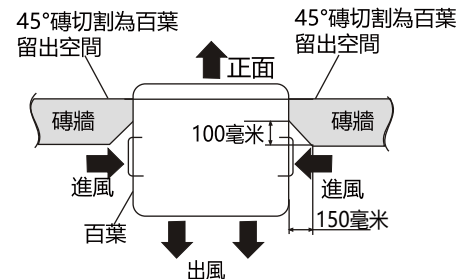 45°磚切割為百葉
留出空間
45°磚切割為百葉
留出空間
正面
磚牆
100毫米
磚牆
進風
進風
150毫米
百葉
出風